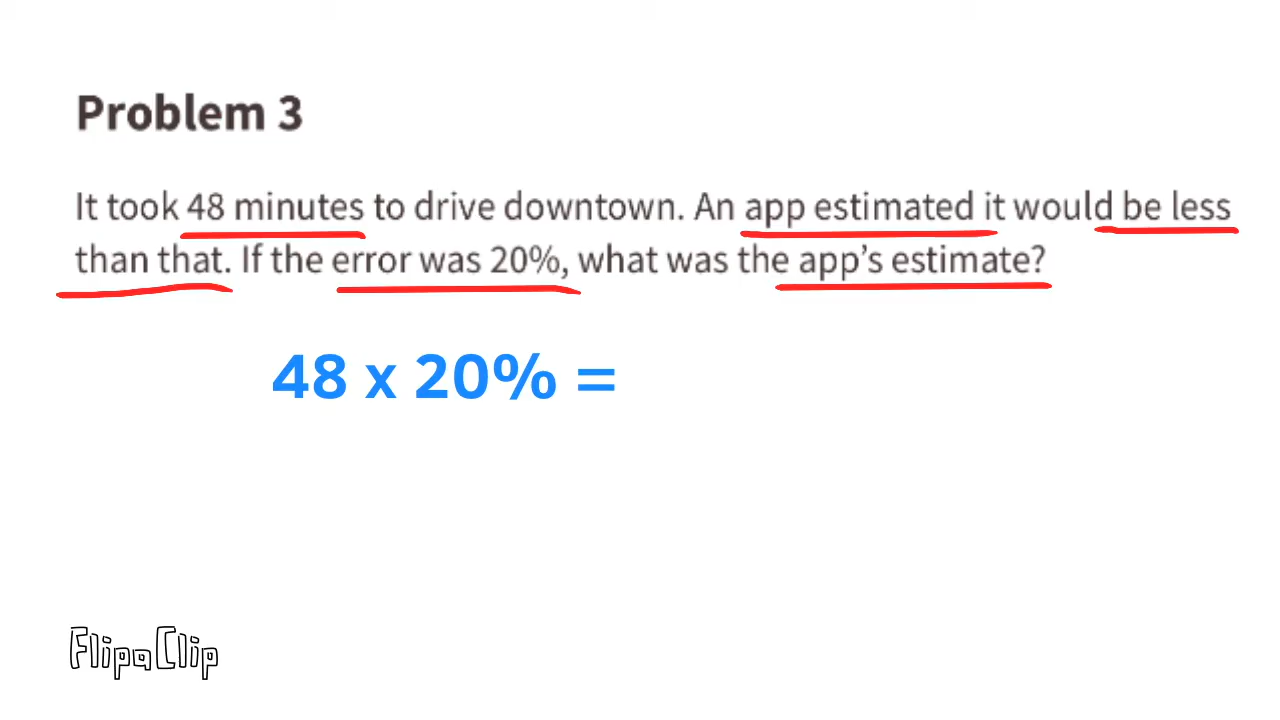 Problem 3
It took 48 minutes to drive downtown. An app estimated it would be less
than that. If the error was 20%, what was the app's estimate?
48 x 20% =
FlipaClip